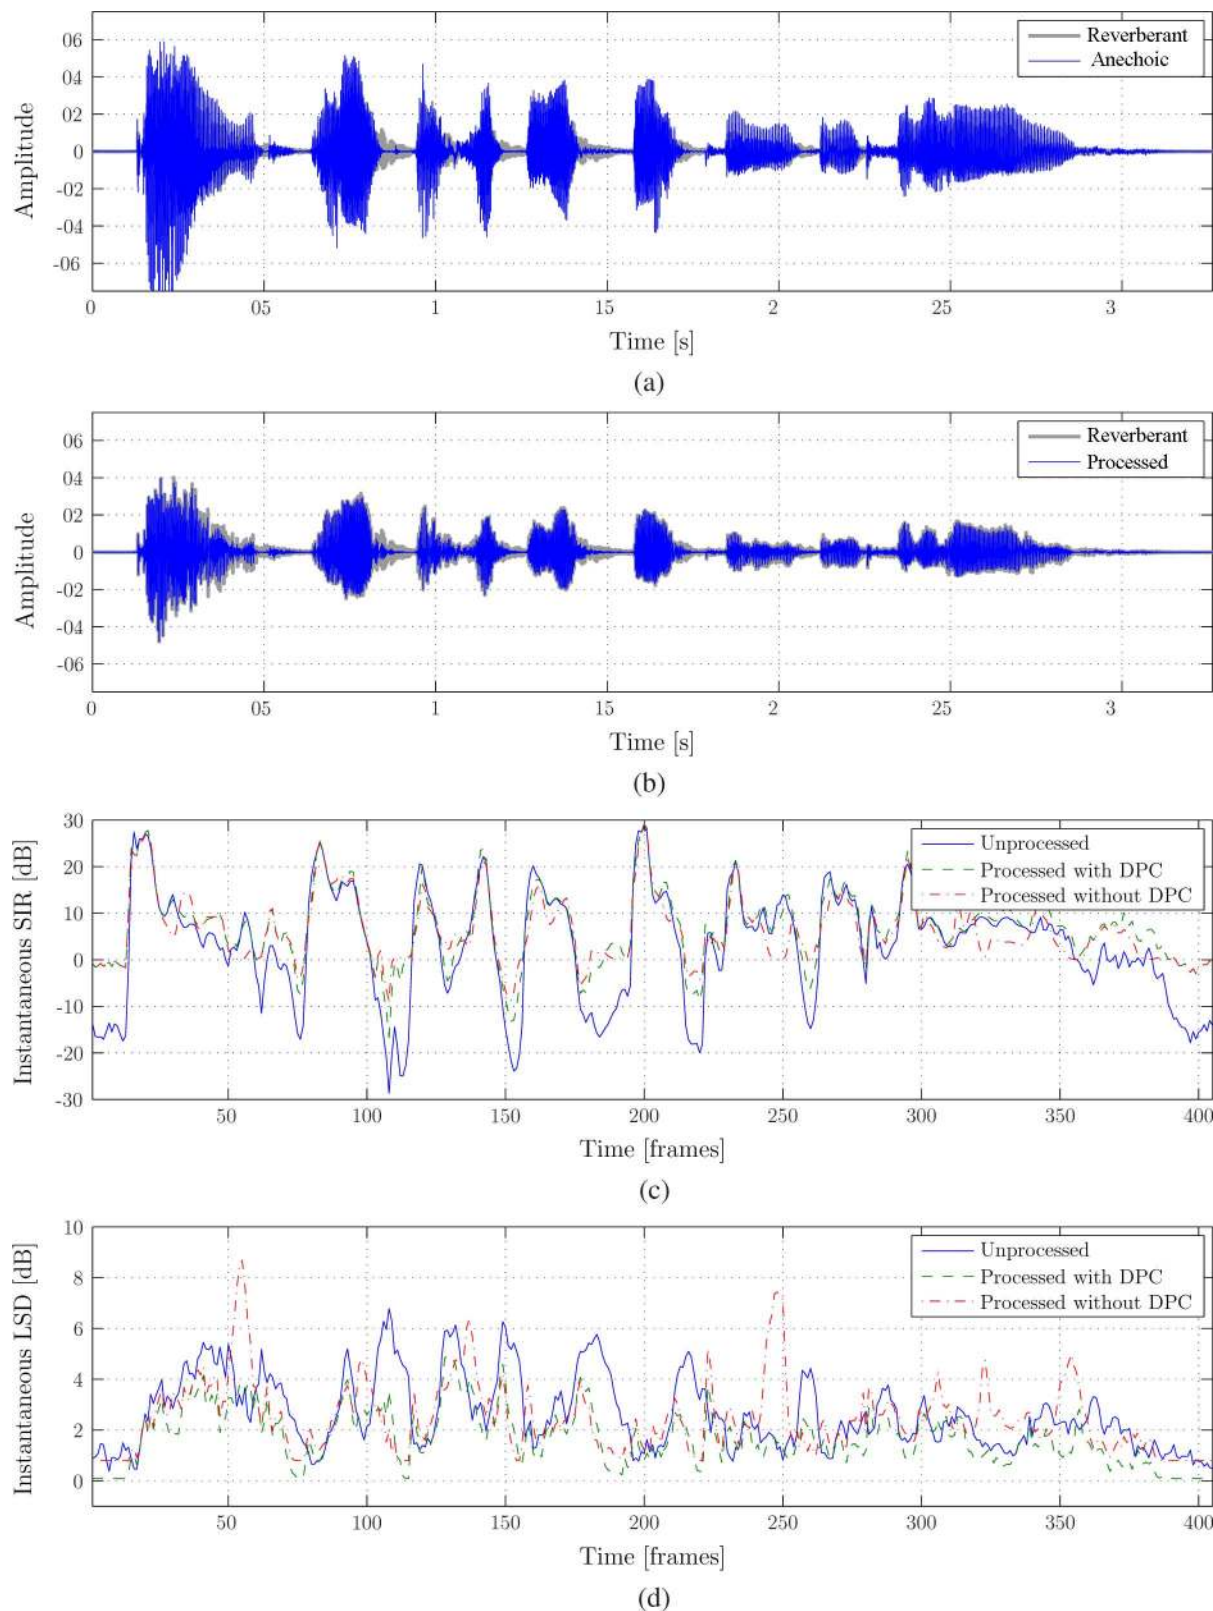 Reverberant
Anechoic
06
04
02
0
-02
-04
-06
Amplitude
0 05 1 15 2 25 3
Time [s]
(a)
Reverberant
Processed
06
04
02
0
-02
-04
-06
Amplitude
0 05 1 15 2 25 3
Time [s]
(b)
Unprocessed
Processed with DPC
Processed without DPC
30
20
10
0
-10
-20
-30
Instantaneous SIR [dB]
50 100 150 200 250 300 350 400
Time [frames]
(c)
Unprocessed
Processed with DPC
Processed without DPC
10
8
6
4
2
0
Instantaneous LSD [dB]
50 100 150 200 250 300 350 400
Time [frames]
(d)